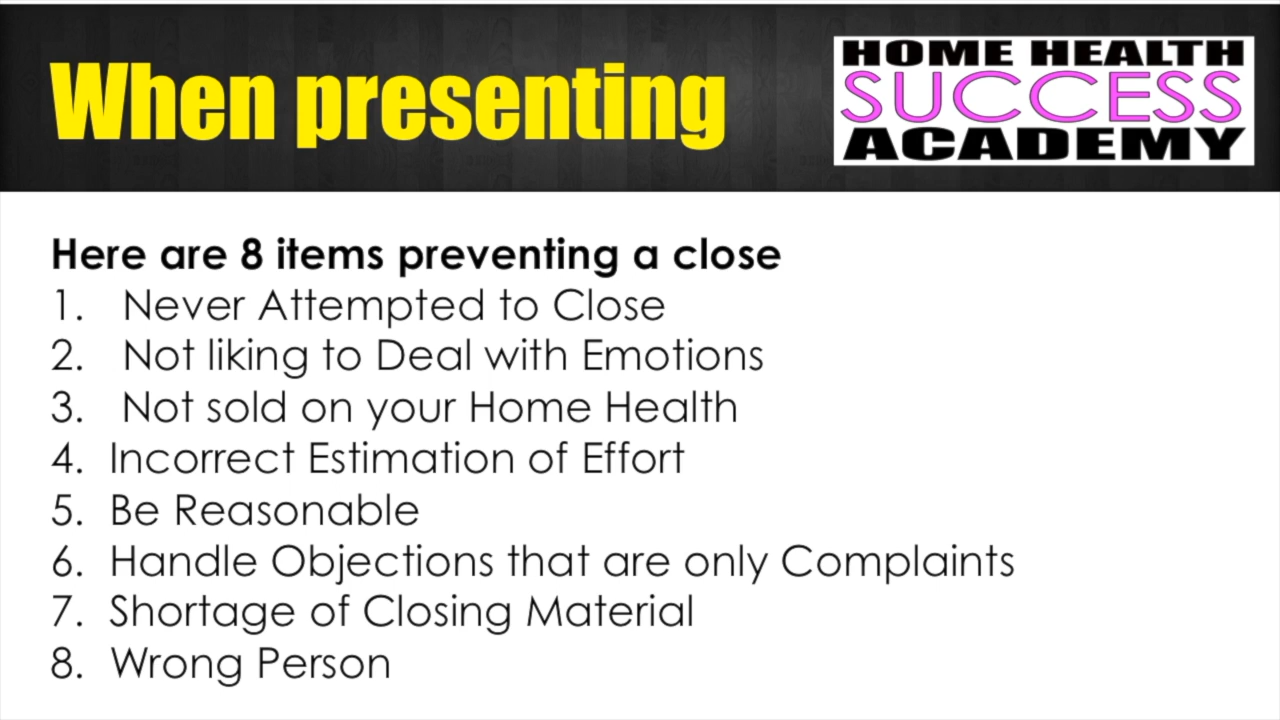 When presenting
HOME HEALTH
SUCCESS
ACADEMY
Here are 8 items preventing a close
1. Never Attempted to Close
2. Not liking to Deal with Emotions
3. Not sold on your Home Health
4. Incorrect Estimation of Effort
5. Be Reasonable
6. Handle Objections that are only Complaints
7. Shortage of Closing Material
8. Wrong Person